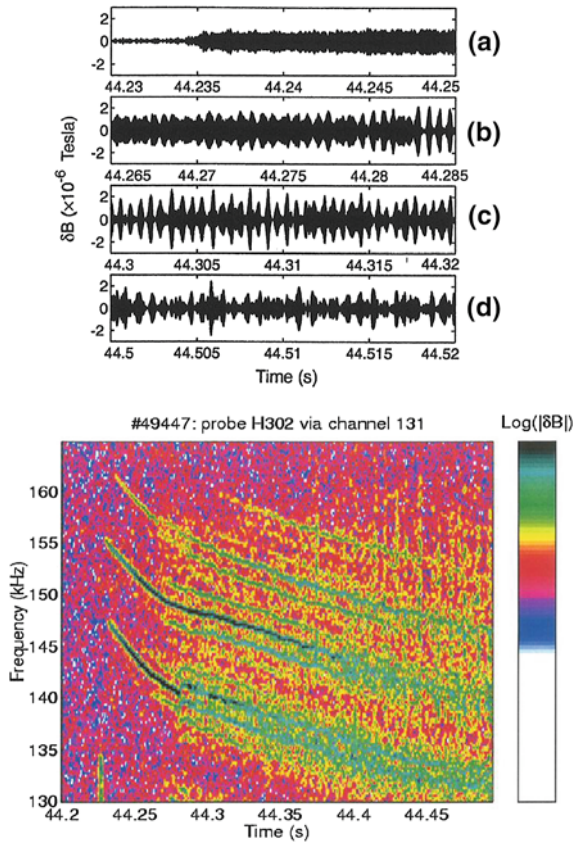 2
0
-2
(a)
44.23 44.235 44.24 44.245 44.25
2
0
-2
(b)
44.265 44.27 44.275 44.28 44.285
2
0
-2
(c)
44.3 44.305 44.31 44.315 44.32
2
0
-2
(d)
44.5 44.505 44.51 44.515 44.52
δB (×10⁻⁶ Tesla)
Time (s)
#49447: probe H302 via channel 131
Log(|δB|)
160
155
150
145
140
135
130
Frequency (kHz)
44.2 44.25 44.3 44.35 44.4 44.45
Time (s)